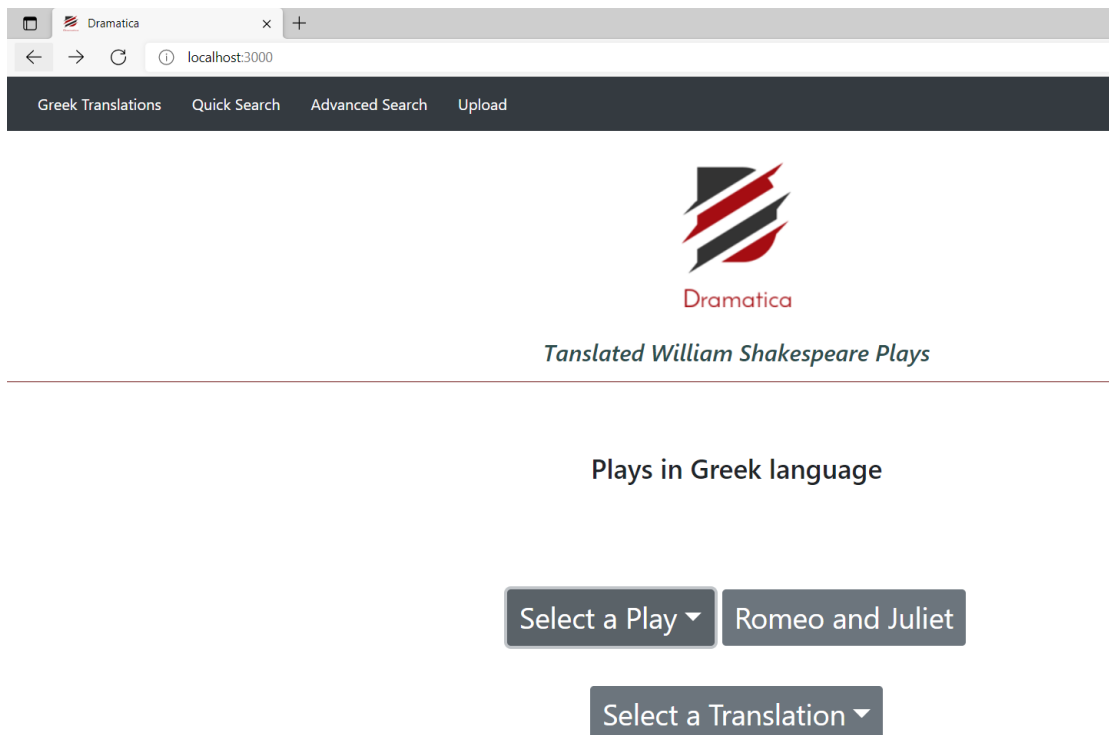 Dramatica
localhost:3000
Greek Translations Quick Search Advanced Search Upload
Dramatica
Tanslated William Shakespeare Plays
Plays in Greek language
Select a Play Romeo and Juliet
Select a Translation